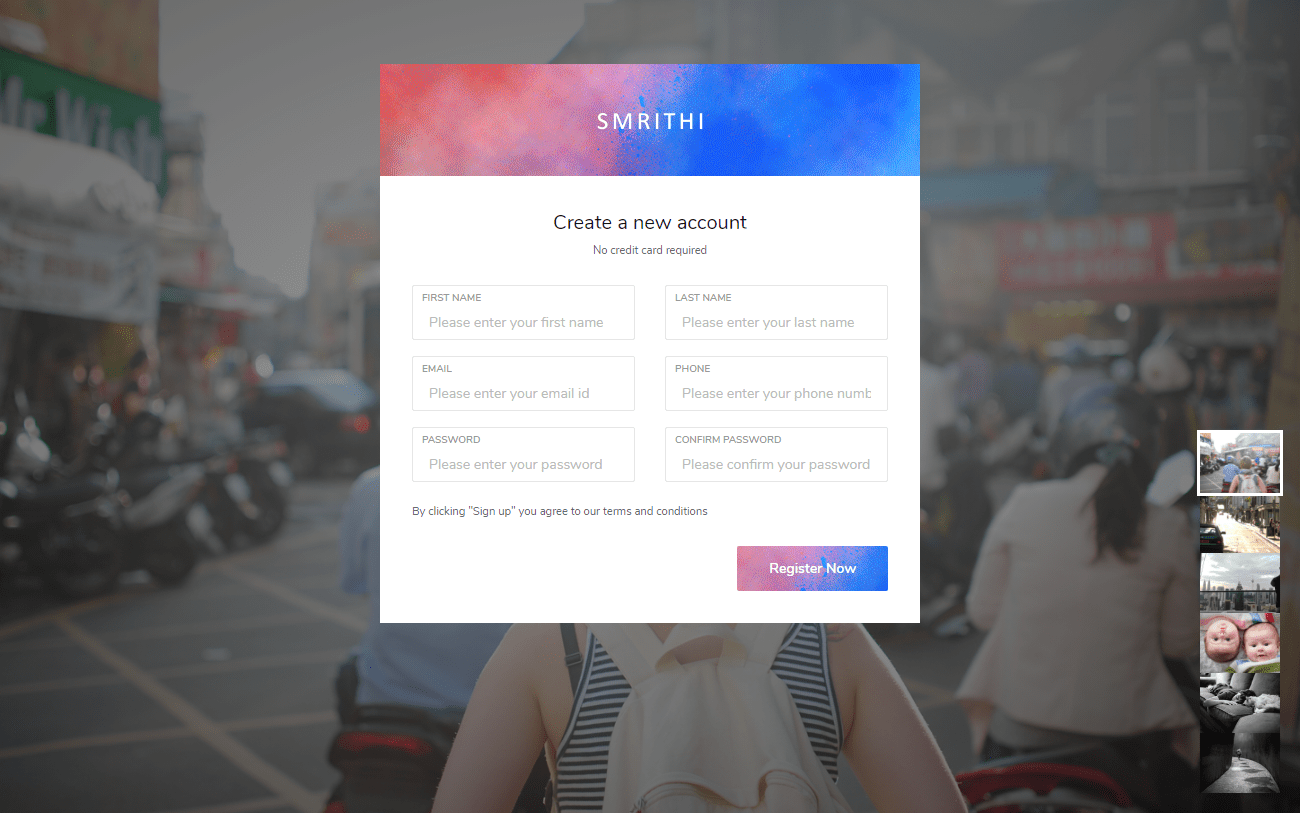 Mr Wish
SMRITHI
Create a new account
No credit card required
FIRST NAME
Please enter your first name
LAST NAME
Please enter your last name
EMAIL
Please enter your email id
PHONE
Please enter your phone numb
PASSWORD
Please enter your password
CONFIRM PASSWORD
Please confirm your password
By clicking "Sign up" you agree to our terms and conditions
Register Now